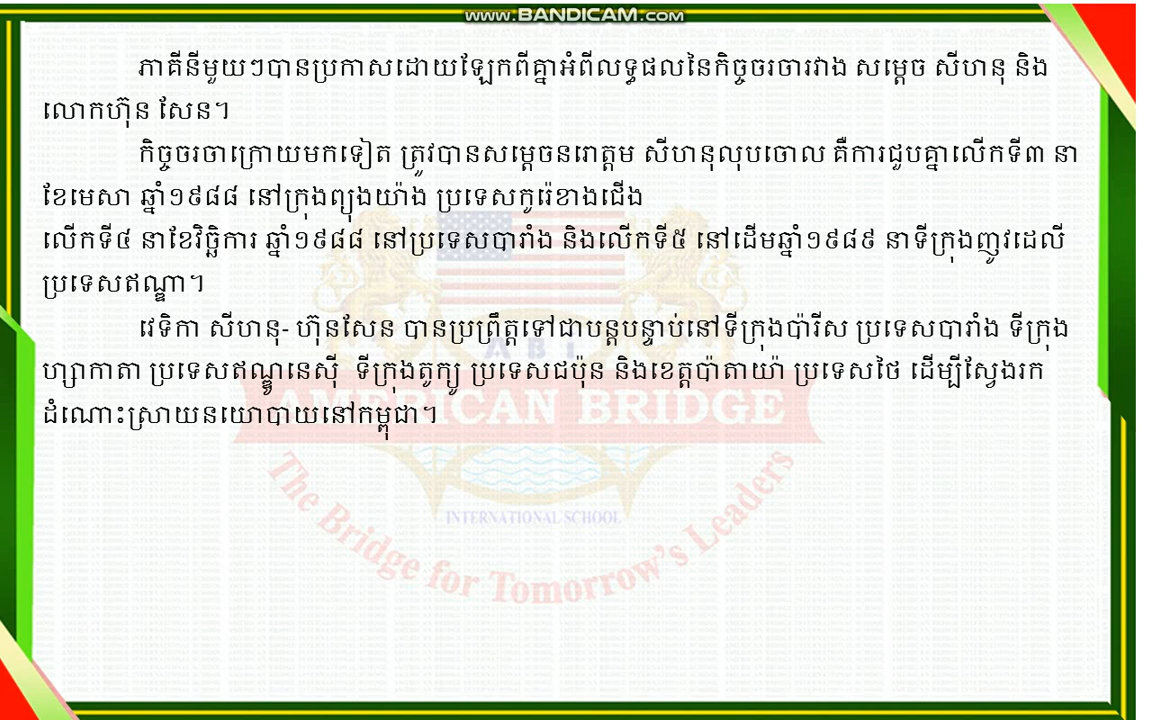 WWW.BANDICAM.COM
ភាគីនីមួយៗបានប្រកាសដោយឡែកពីគ្នាអំពីលទ្ធផលនៃកិច្ចចរចារវាង សម្ដេច សីហនុ និង
លោកហ៊ុន សែន។
កិច្ចចរចាក្រោយមកទៀត ត្រូវបានសម្ដេចនរោត្ដម សីហនុលុបចោល គឺការជួបគ្នាលើកទី៣ នា
ខែមេសា ឆ្នាំ១៩៨៨ នៅក្រុងព្យុងយ៉ាង ប្រទេសកូរ៉េខាងជើង
លើកទី៤ នាខែវិច្ឆិការ ឆ្នាំ១៩៨៨ នៅប្រទេសបារាំង និងលើកទី៥ នៅដើមឆ្នាំ១៩៨៩ នាទីក្រុងញូវដេលី
ប្រទេសឥណ្ឌា។
វេទិកា សីហនុ- ហ៊ុនសែន បានប្រព្រឹត្តទៅជាបន្តបន្ទាប់នៅទីក្រុងប៉ារីស ប្រទេសបារាំង ទីក្រុង
ហ្សាកាតា ប្រទេសឥណ្ឌូនេស៊ី ទីក្រុងតូក្យូ ប្រទេសជប៉ុន និងខេត្តប៉ាតាយ៉ា ប្រទេសថៃ ដើម្បីស្វែងរក
ដំណោះស្រាយនយោបាយនៅកម្ពុជា។
A B I
AMERICAN BRIDGE
INTERNATIONAL SCHOOL
The Bridge for Tomorrow's Leaders